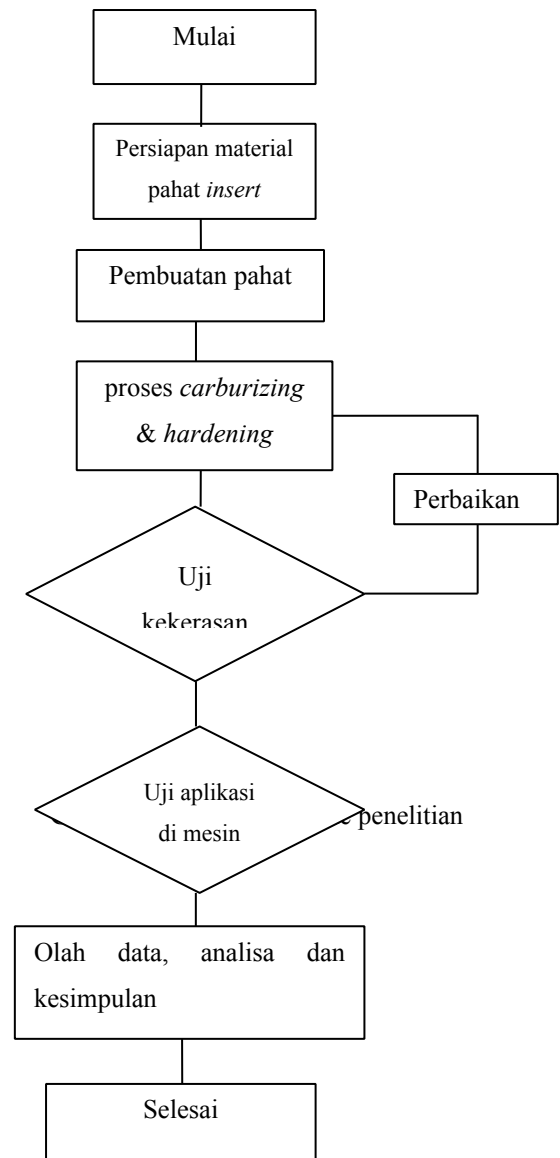 Mulai
Persiapan material
pahat insert
Pembuatan pahat
proses carburizing
& hardening
Perbaikan
Uji
kekerasan
Uji aplikasi
di mesin
penelitian
Olah data, analisa dan
kesimpulan
Selesai